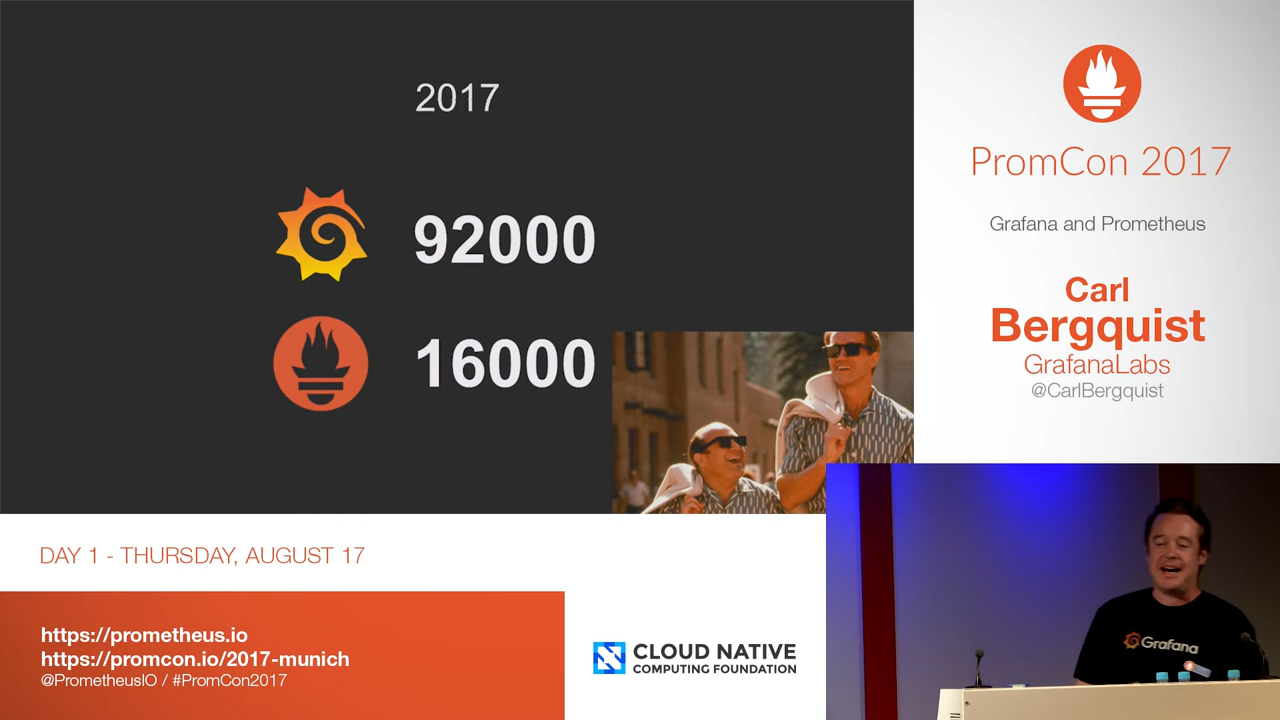 2017
92000
16000
PromCon 2017
Grafana and Prometheus
Carl
Bergquist
GrafanaLabs
@CarlBergquist
DAY 1 - THURSDAY, AUGUST 17
https://prometheus.io
https://promcon.io/2017-munich
@PrometheusIO / #PromCon2017
CLOUD NATIVE
COMPUTING FOUNDATION
Grafana